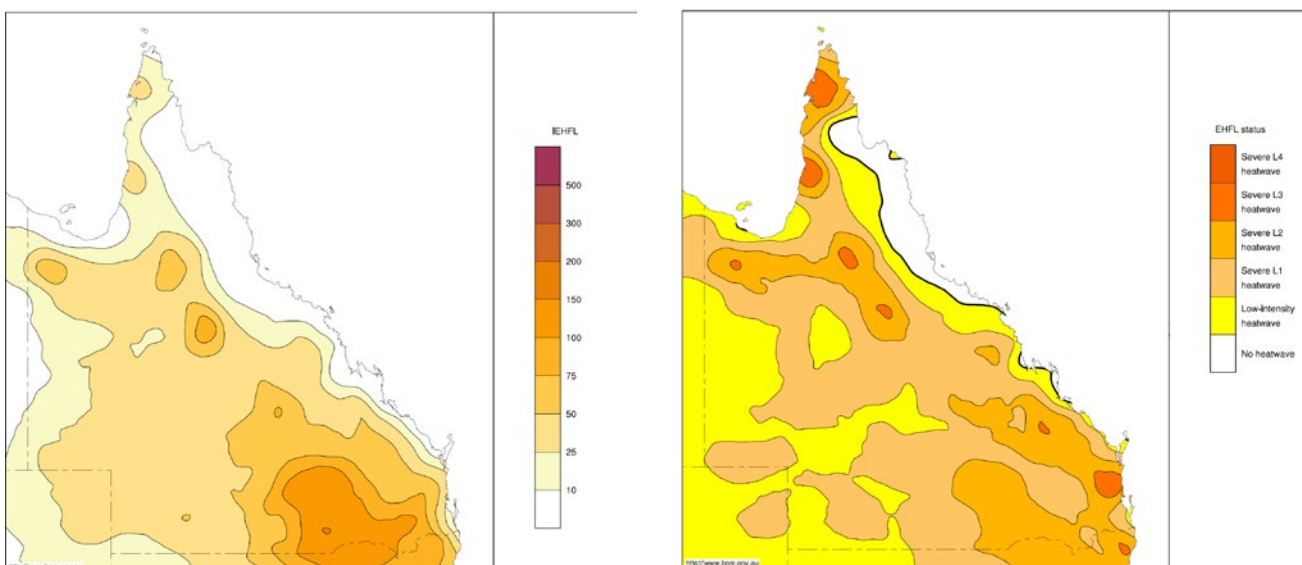 IEHFL
500
300
200
150
100
75
50
25
10
EHFL status
Severe L4
heatwave
Severe L3
heatwave
Severe L2
heatwave
Severe L1
heatwave
Low-intensity
heatwave
No heatwave
http://www.bom.gov.au